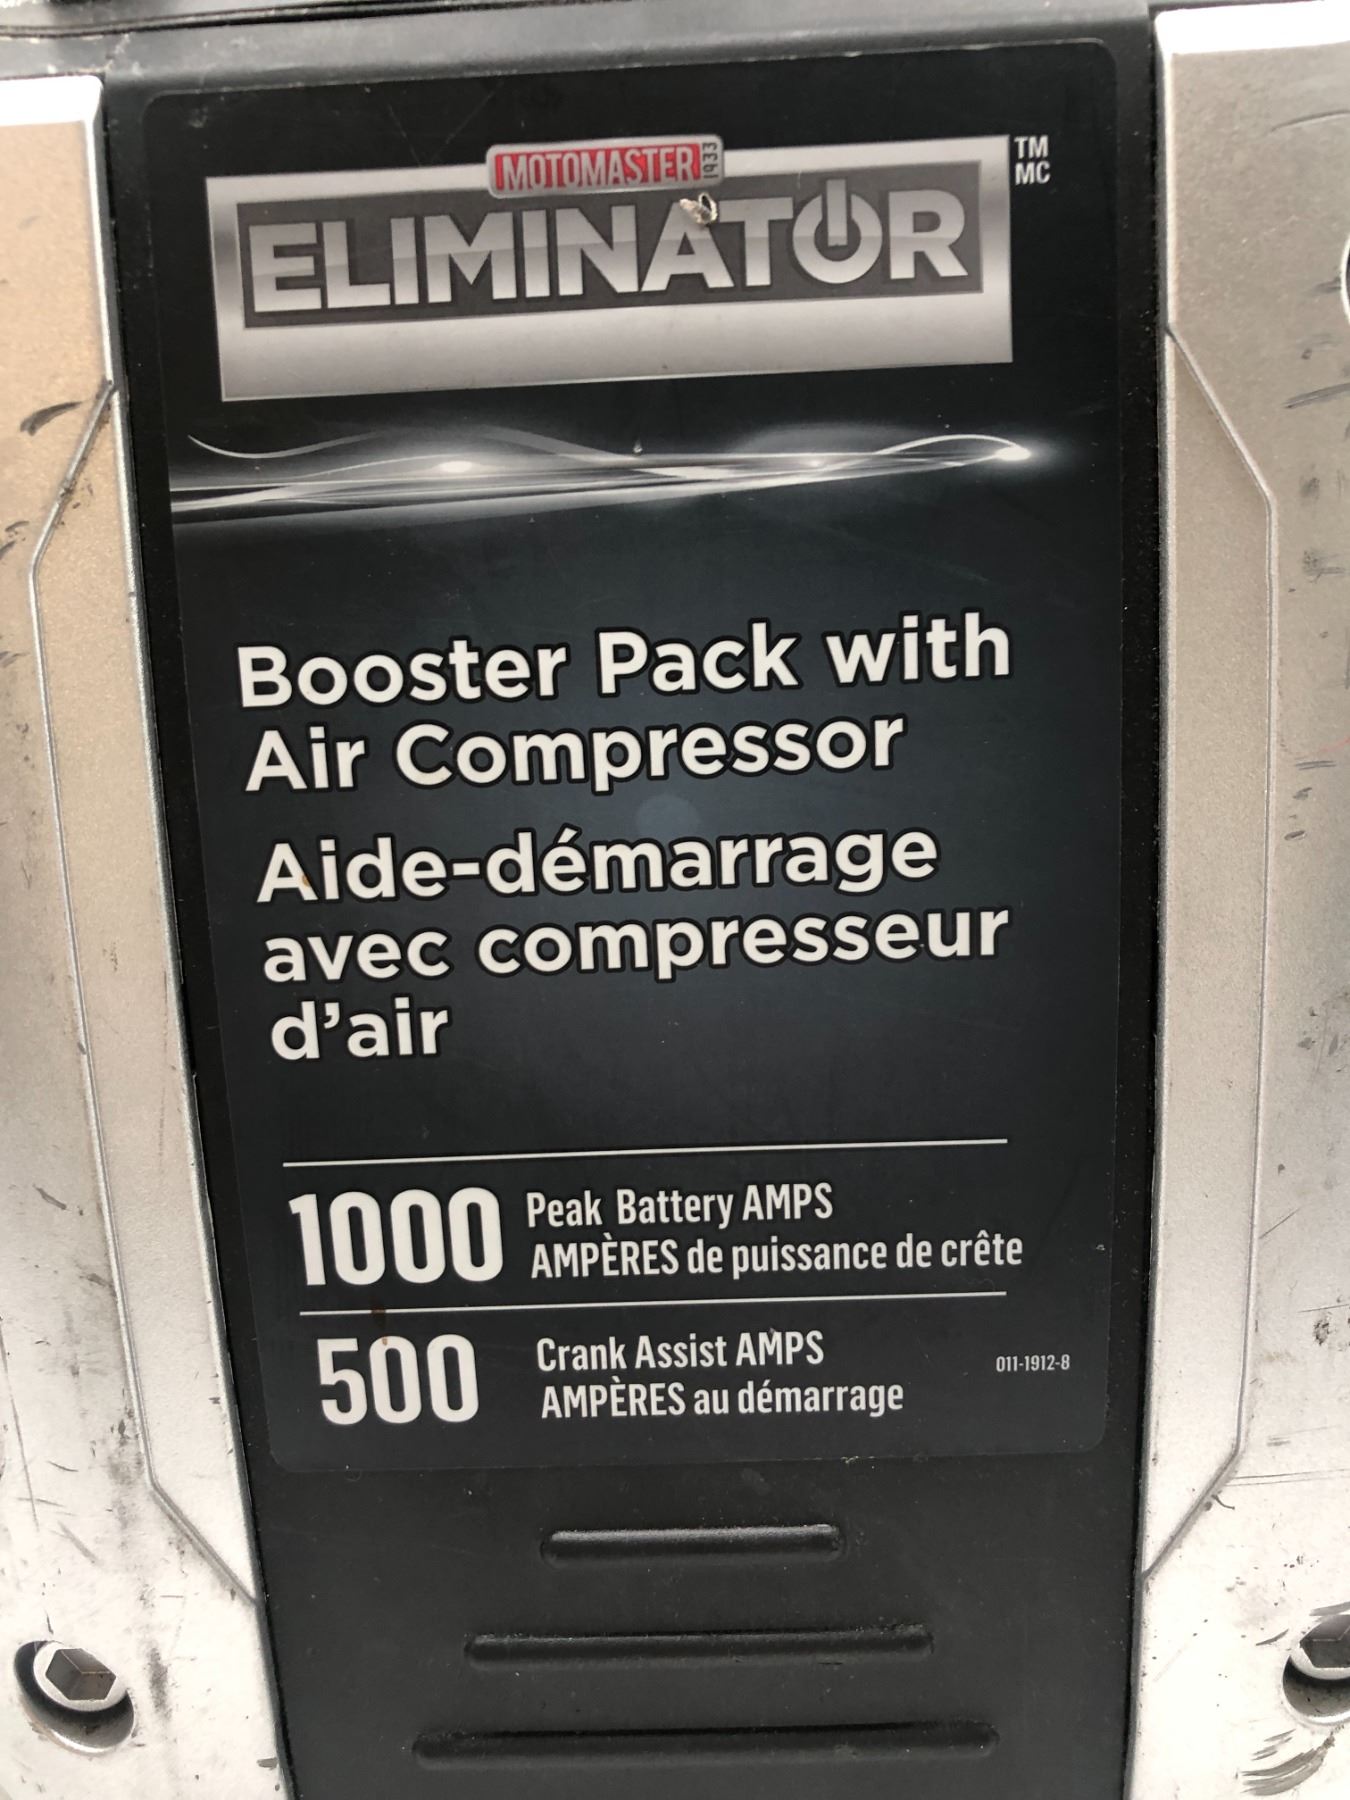 MOTOMASTER 1933
ELIMINATOR
TM
MC
Booster Pack with
Air Compressor
Aide-démarrage
avec compresseur
d’air
1000 Peak Battery AMPS
AMPÈRES de puissance de crête
500 Crank Assist AMPS
AMPÈRES au démarrage
011-1912-8